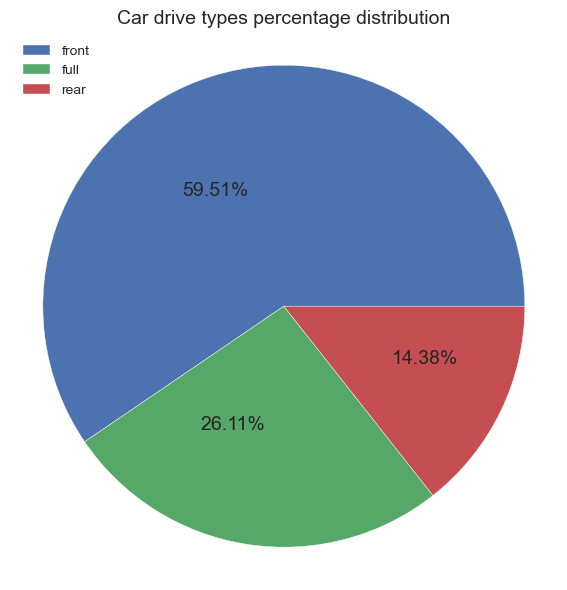 Car drive types percentage distribution
front
full
rear
59.51%
14.38%
26.11%